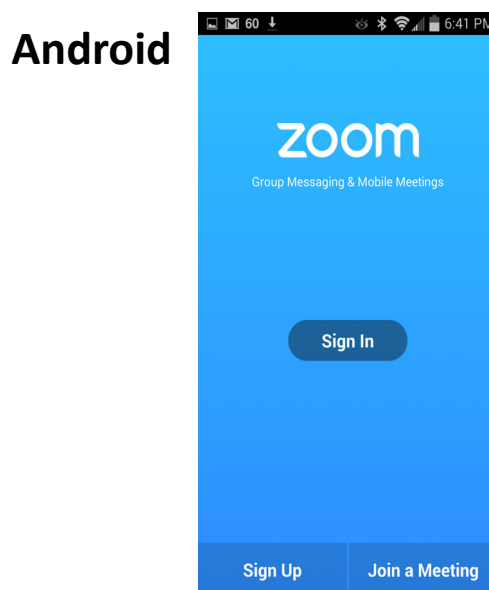 Android
60 6:41 PM
zoom
Group Messaging & Mobile Meetings
Sign In
Sign Up Join a Meeting